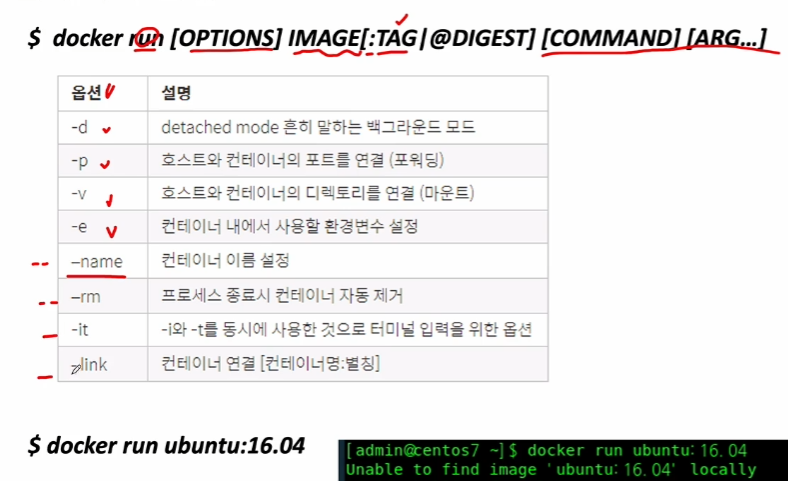 $ docker run [OPTIONS] IMAGE[:TAG|@DIGEST] [COMMAND] [ARG...]
옵션 설명
-d detached mode 흔히 말하는 백그라운드 모드
-p 호스트와 컨테이너의 포트를 연결 (포워딩)
-v 호스트와 컨테이너의 디렉토리를 연결 (마운트)
-e 컨테이너 내에서 사용할 환경변수 설정
–name 컨테이너 이름 설정
–rm 프로세스 종료시 컨테이너 자동 제거
-it -i와 -t를 동시에 사용한 것으로 터미널 입력을 위한 옵션
–link 컨테이너 연결 [컨테이너명:별칭]
$ docker run ubuntu:16.04
[admin@centos7 ~]$ docker run ubuntu:16.04
Unable to find image 'ubuntu:16.04' locally